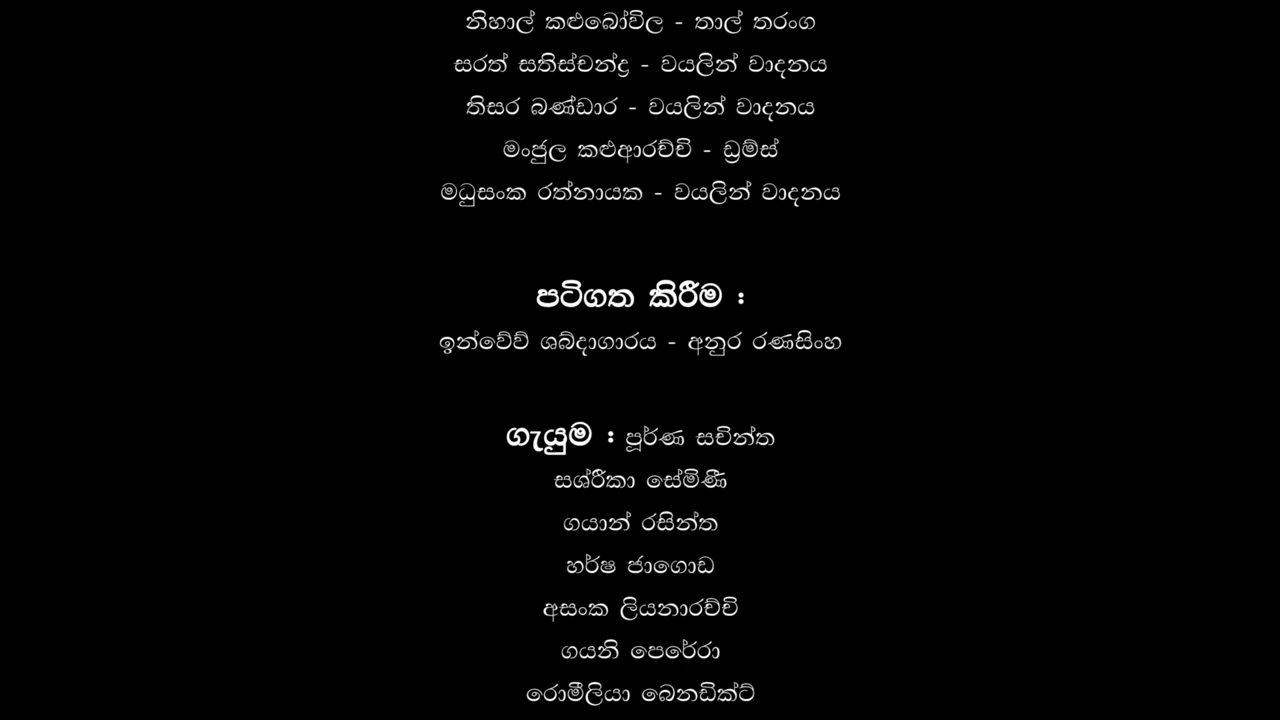 නිහාල් කළුබෝවිල - තාල් තරංග
සරත් සතිස්චන්ද්‍ර - වයලින් වාදනය
තිසර බණ්ඩාර - වයලින් වාදනය
මංජුල කළුආරච්චි - ඩ්‍රම්ස්
මධුසංක රත්නායක - වයලින් වාදනය
පටිගත කිරීම :
ඉන්වේව් ශබ්දාගාරය - අනුර රණසිංහ
ගැයුම : පූර්ණ සචින්ත
සශ්රීකා සේමිණී
ගයාන් රසින්ත
හර්ෂ ජාගොඩ
අසංක ලියනාරච්චි
ගයනි පෙරේරා
රොමීලියා බෙනඩික්ට්